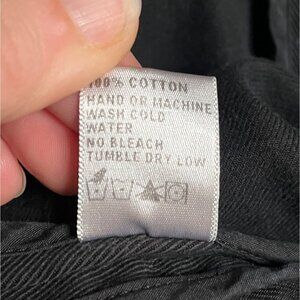 100% COTTON
HAND OR MACHINE
WASH COLD
WATER
NO BLEACH
TUMBLE DRY LOW